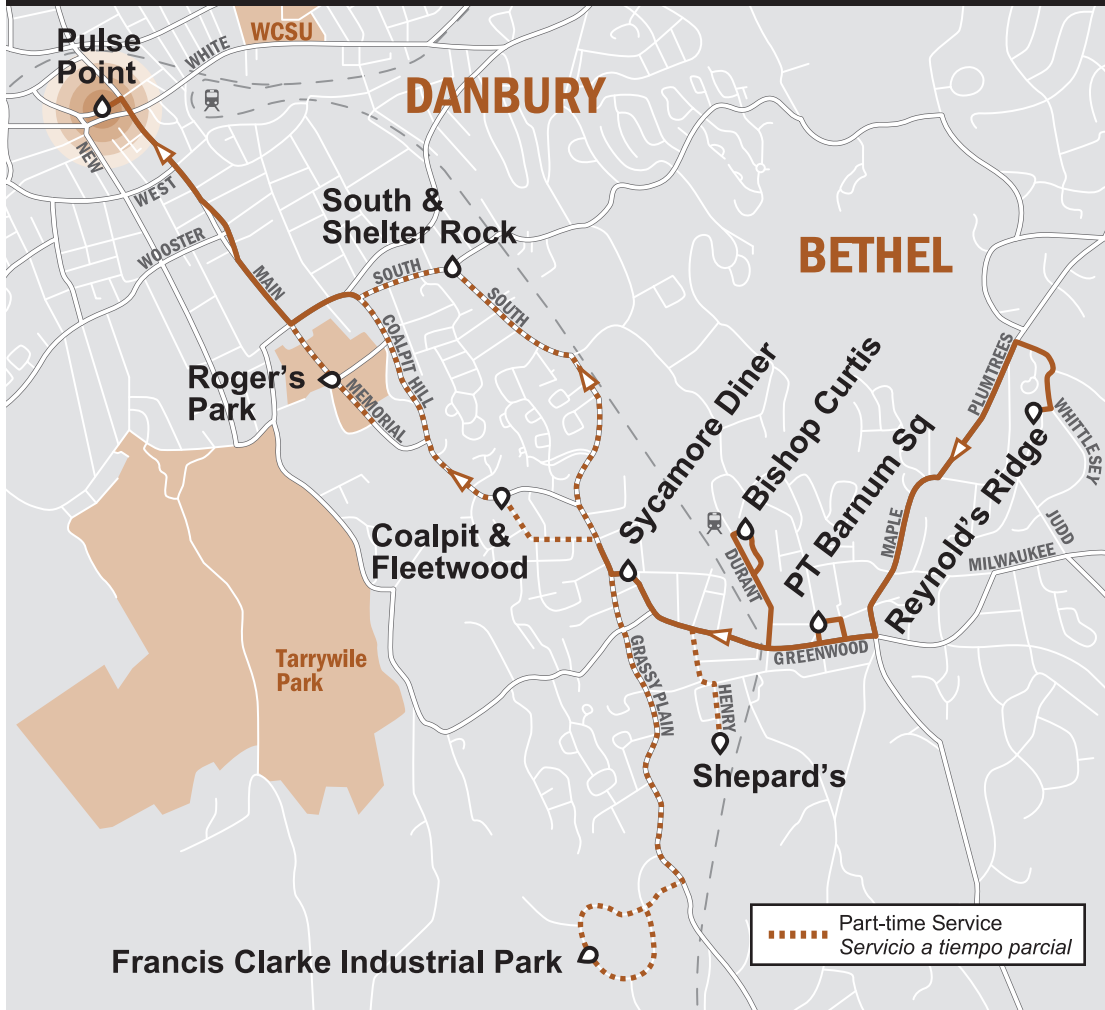 WCSU
Pulse
Point
WHITE
DANBURY
NEW
WEST
South &
Shelter Rock
WOOSTER
BETHEL
SOUTH
MAIN
SOUTH
COALPIT HILL
PLUMTREES
Roger's
Park
MEMORIAL
Sycamore Diner
Bishop Curtis
PT Barnum Sq
Reynold's Ridge
WHITTLESEY
Coalpit &
Fleetwood
DURANT
MAPLE
JUDD
MILWAUKEE
GREENWOOD
Tarrywile
Park
GRASSY PLAIN
HENRY
Shepard's
Francis Clarke Industrial Park
Part-time Service
Servicio a tiempo parcial